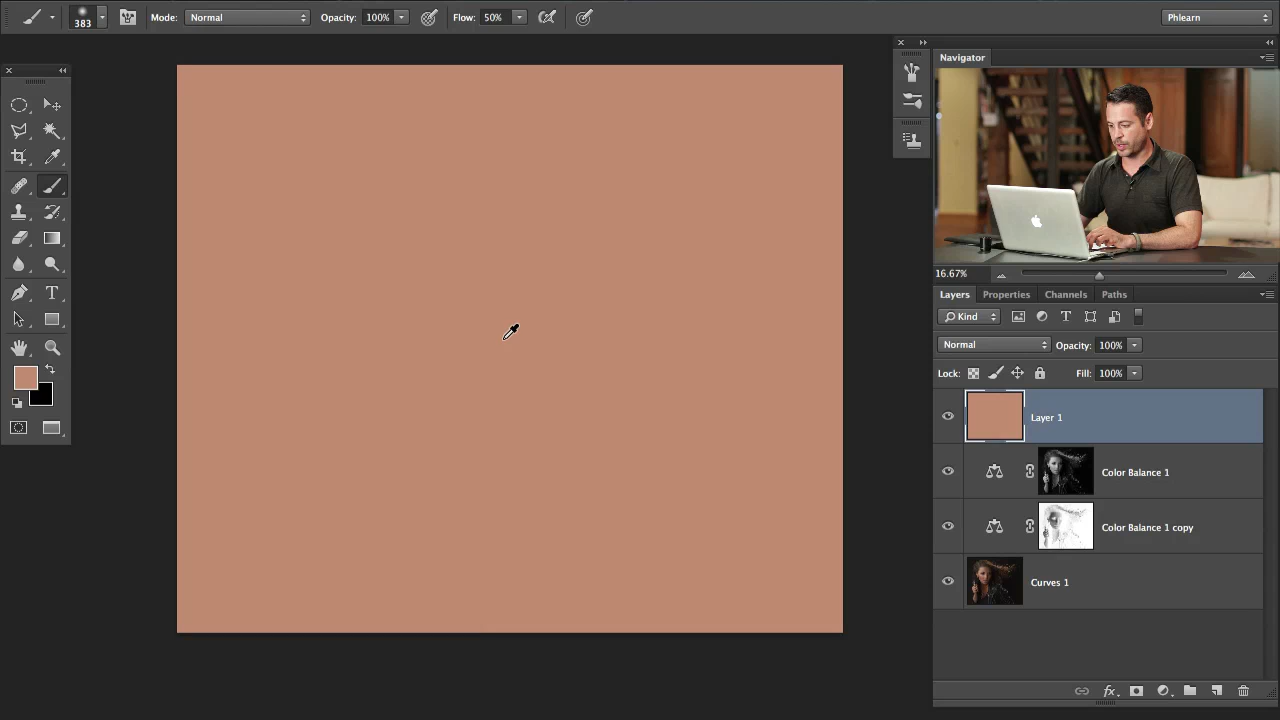 383 Mode: Normal Opacity: 100% Flow: 50% Phlearn
Navigator
16.67%
Layers Properties Channels Paths
Kind
Normal Opacity: 100%
Lock: Fill: 100%
Layer 1
Color Balance 1
Color Balance 1 copy
Curves 1
fx